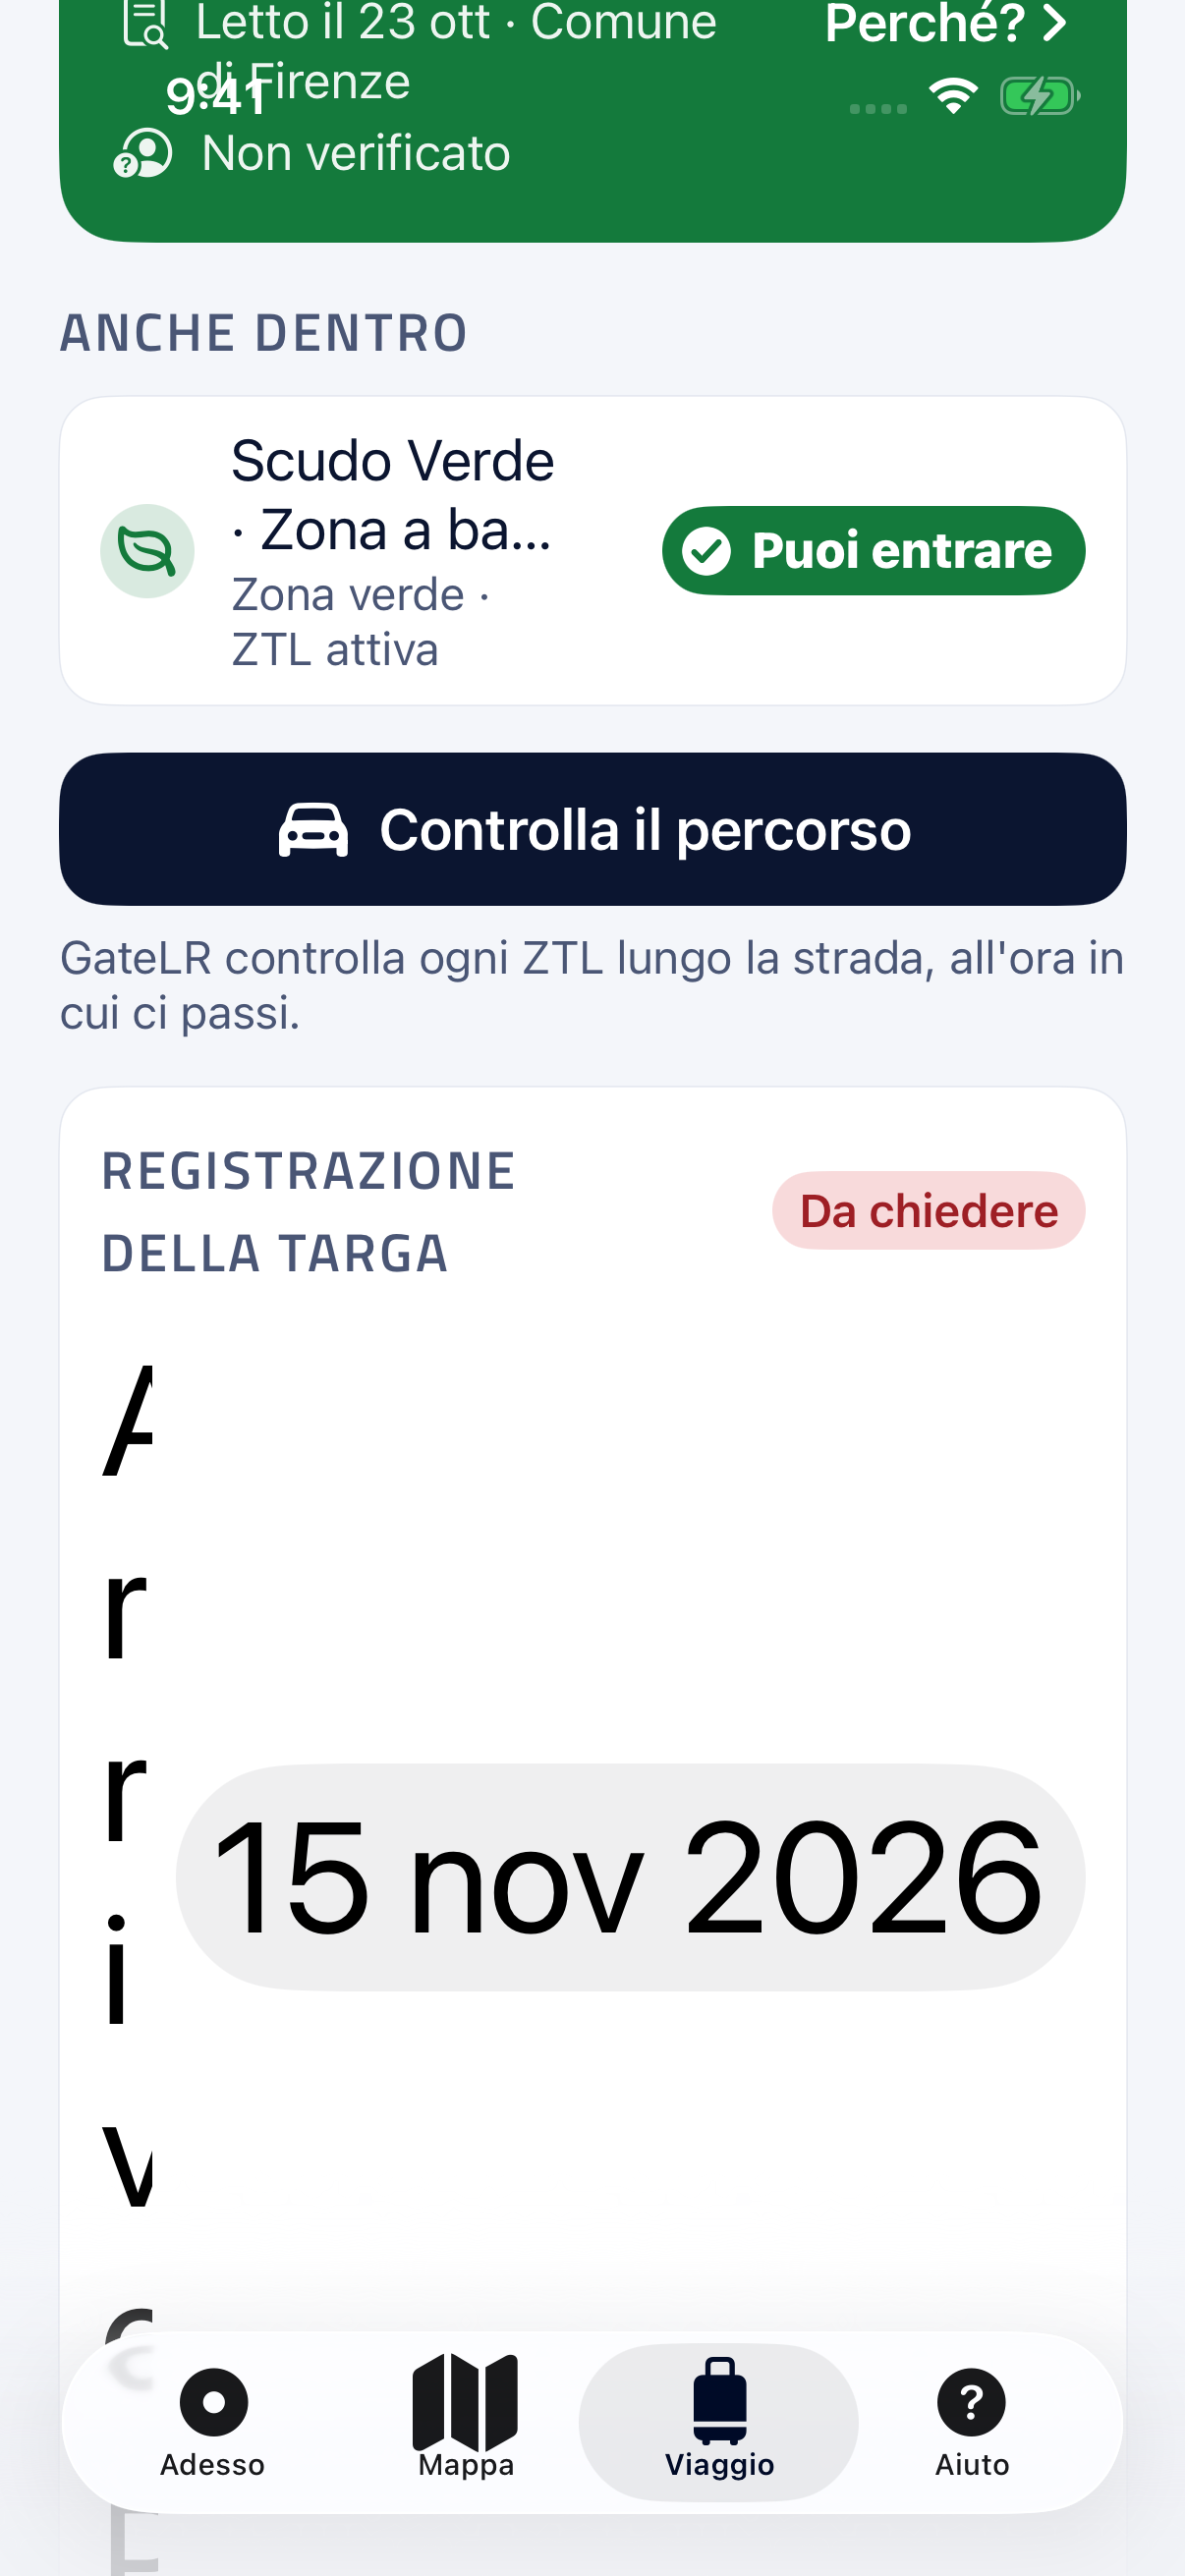 Letto il 23 ott · Comune
di Firenze
Perché?
9:41
Non verificato
ANCHE DENTRO
Scudo Verde
· Zona a ba...
Zona verde ·
ZTL attiva
Puoi entrare
Controlla il percorso
GateLR controlla ogni ZTL lungo la strada, all'ora in
cui ci passi.
REGISTRAZIONE
DELLA TARGA
Da chiedere
A
r
r
i
v
15 nov 2026
Adesso
Mappa
Viaggio
Aiuto